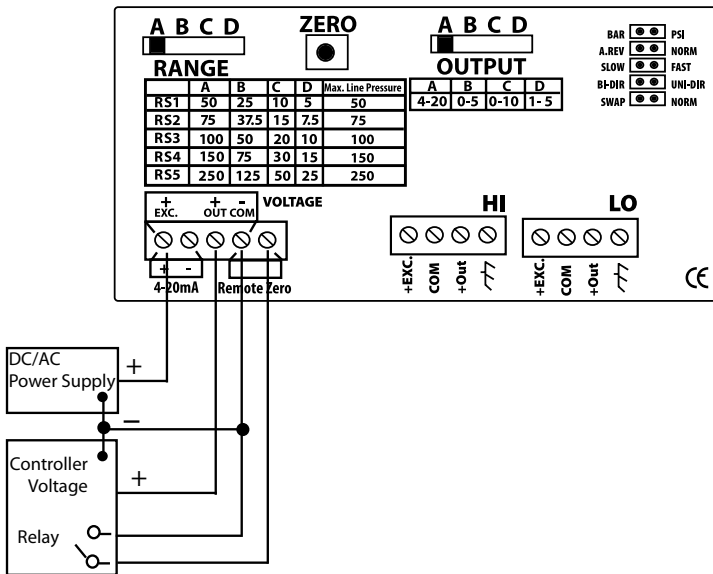 A B C D
ZERO
A B C D
RANGE
OUTPUT
A B C D Max. Line Pressure
RS1 50 25 10 5 50
RS2 75 37.5 15 7.5 75
RS3 100 50 20 10 100
RS4 150 75 30 15 150
RS5 250 125 50 25 250
A B C D
4-20 0-5 0-10 1- 5
BAR PSI
A.REV NORM
SLOW FAST
BI-DIR UNI-DIR
SWAP NORM
+ + - VOLTAGE
EXC. OUT COM
+ -
4-20mA Remote Zero
HI
+EXC. COM +Out
LO
+EXC. COM +Out
CE
DC/AC
Power Supply
+
−
Controller
Voltage
+
Relay